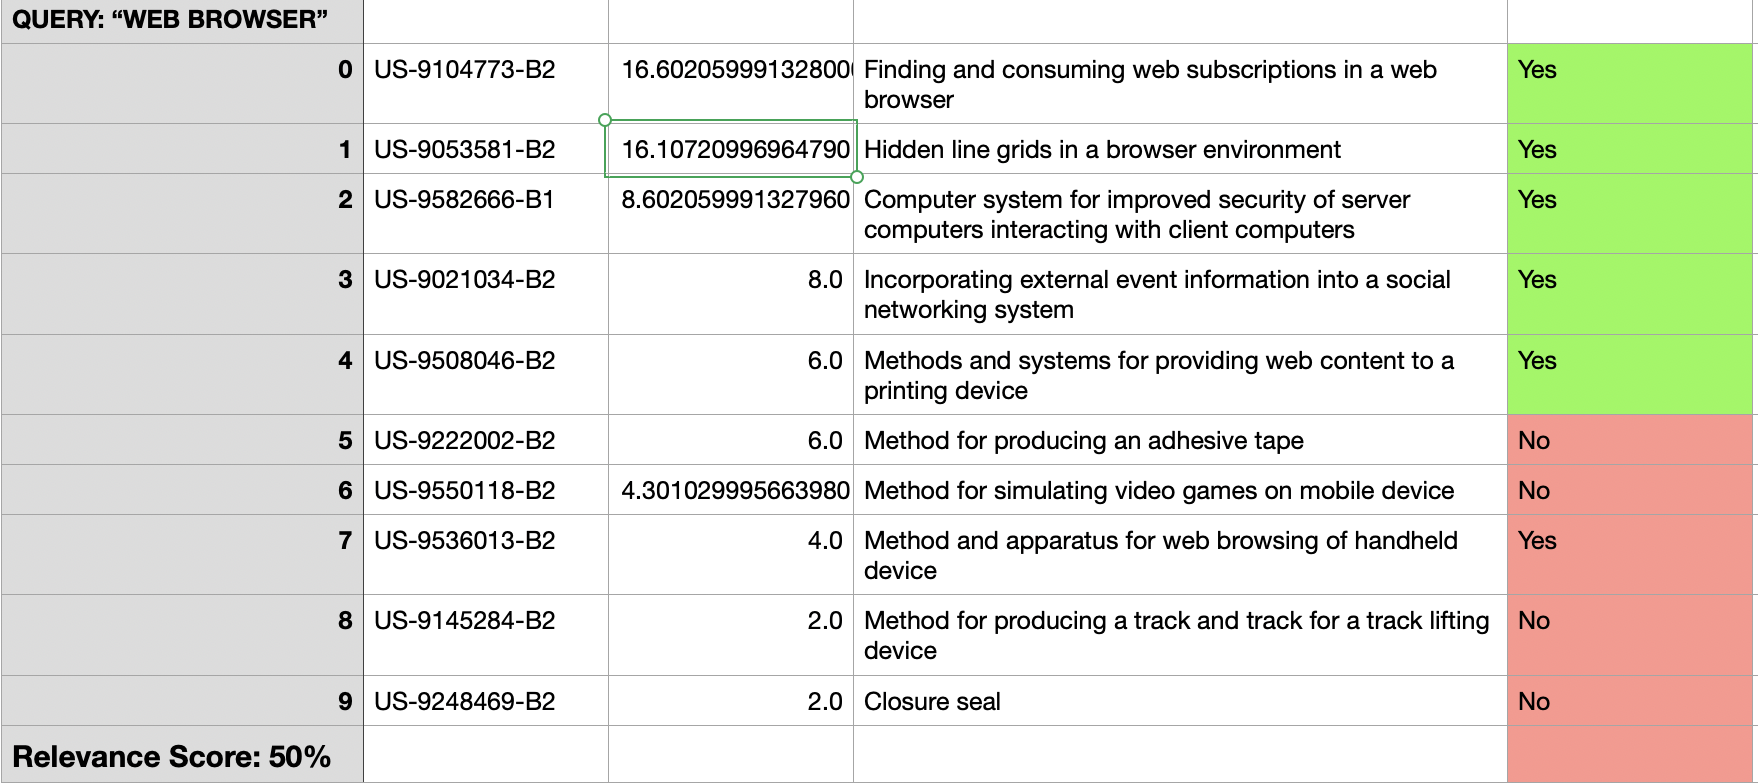 QUERY: “WEB BROWSER”
0 US-9104773-B2 16.602059991328000 Finding and consuming web subscriptions in a web Yes
browser
1 US-9053581-B2 16.10720996964790 Hidden line grids in a browser environment Yes
2 US-9582666-B1 8.602059991327960 Computer system for improved security of server Yes
computers interacting with client computers
3 US-9021034-B2 8.0 Incorporating external event information into a social Yes
networking system
4 US-9508046-B2 6.0 Methods and systems for providing web content to a Yes
printing device
5 US-9222002-B2 6.0 Method for producing an adhesive tape No
6 US-9550118-B2 4.301029995663980 Method for simulating video games on mobile device No
7 US-9536013-B2 4.0 Method and apparatus for web browsing of handheld Yes
device
8 US-9145284-B2 2.0 Method for producing a track and track for a track lifting No
device
9 US-9248469-B2 2.0 Closure seal No
Relevance Score: 50%